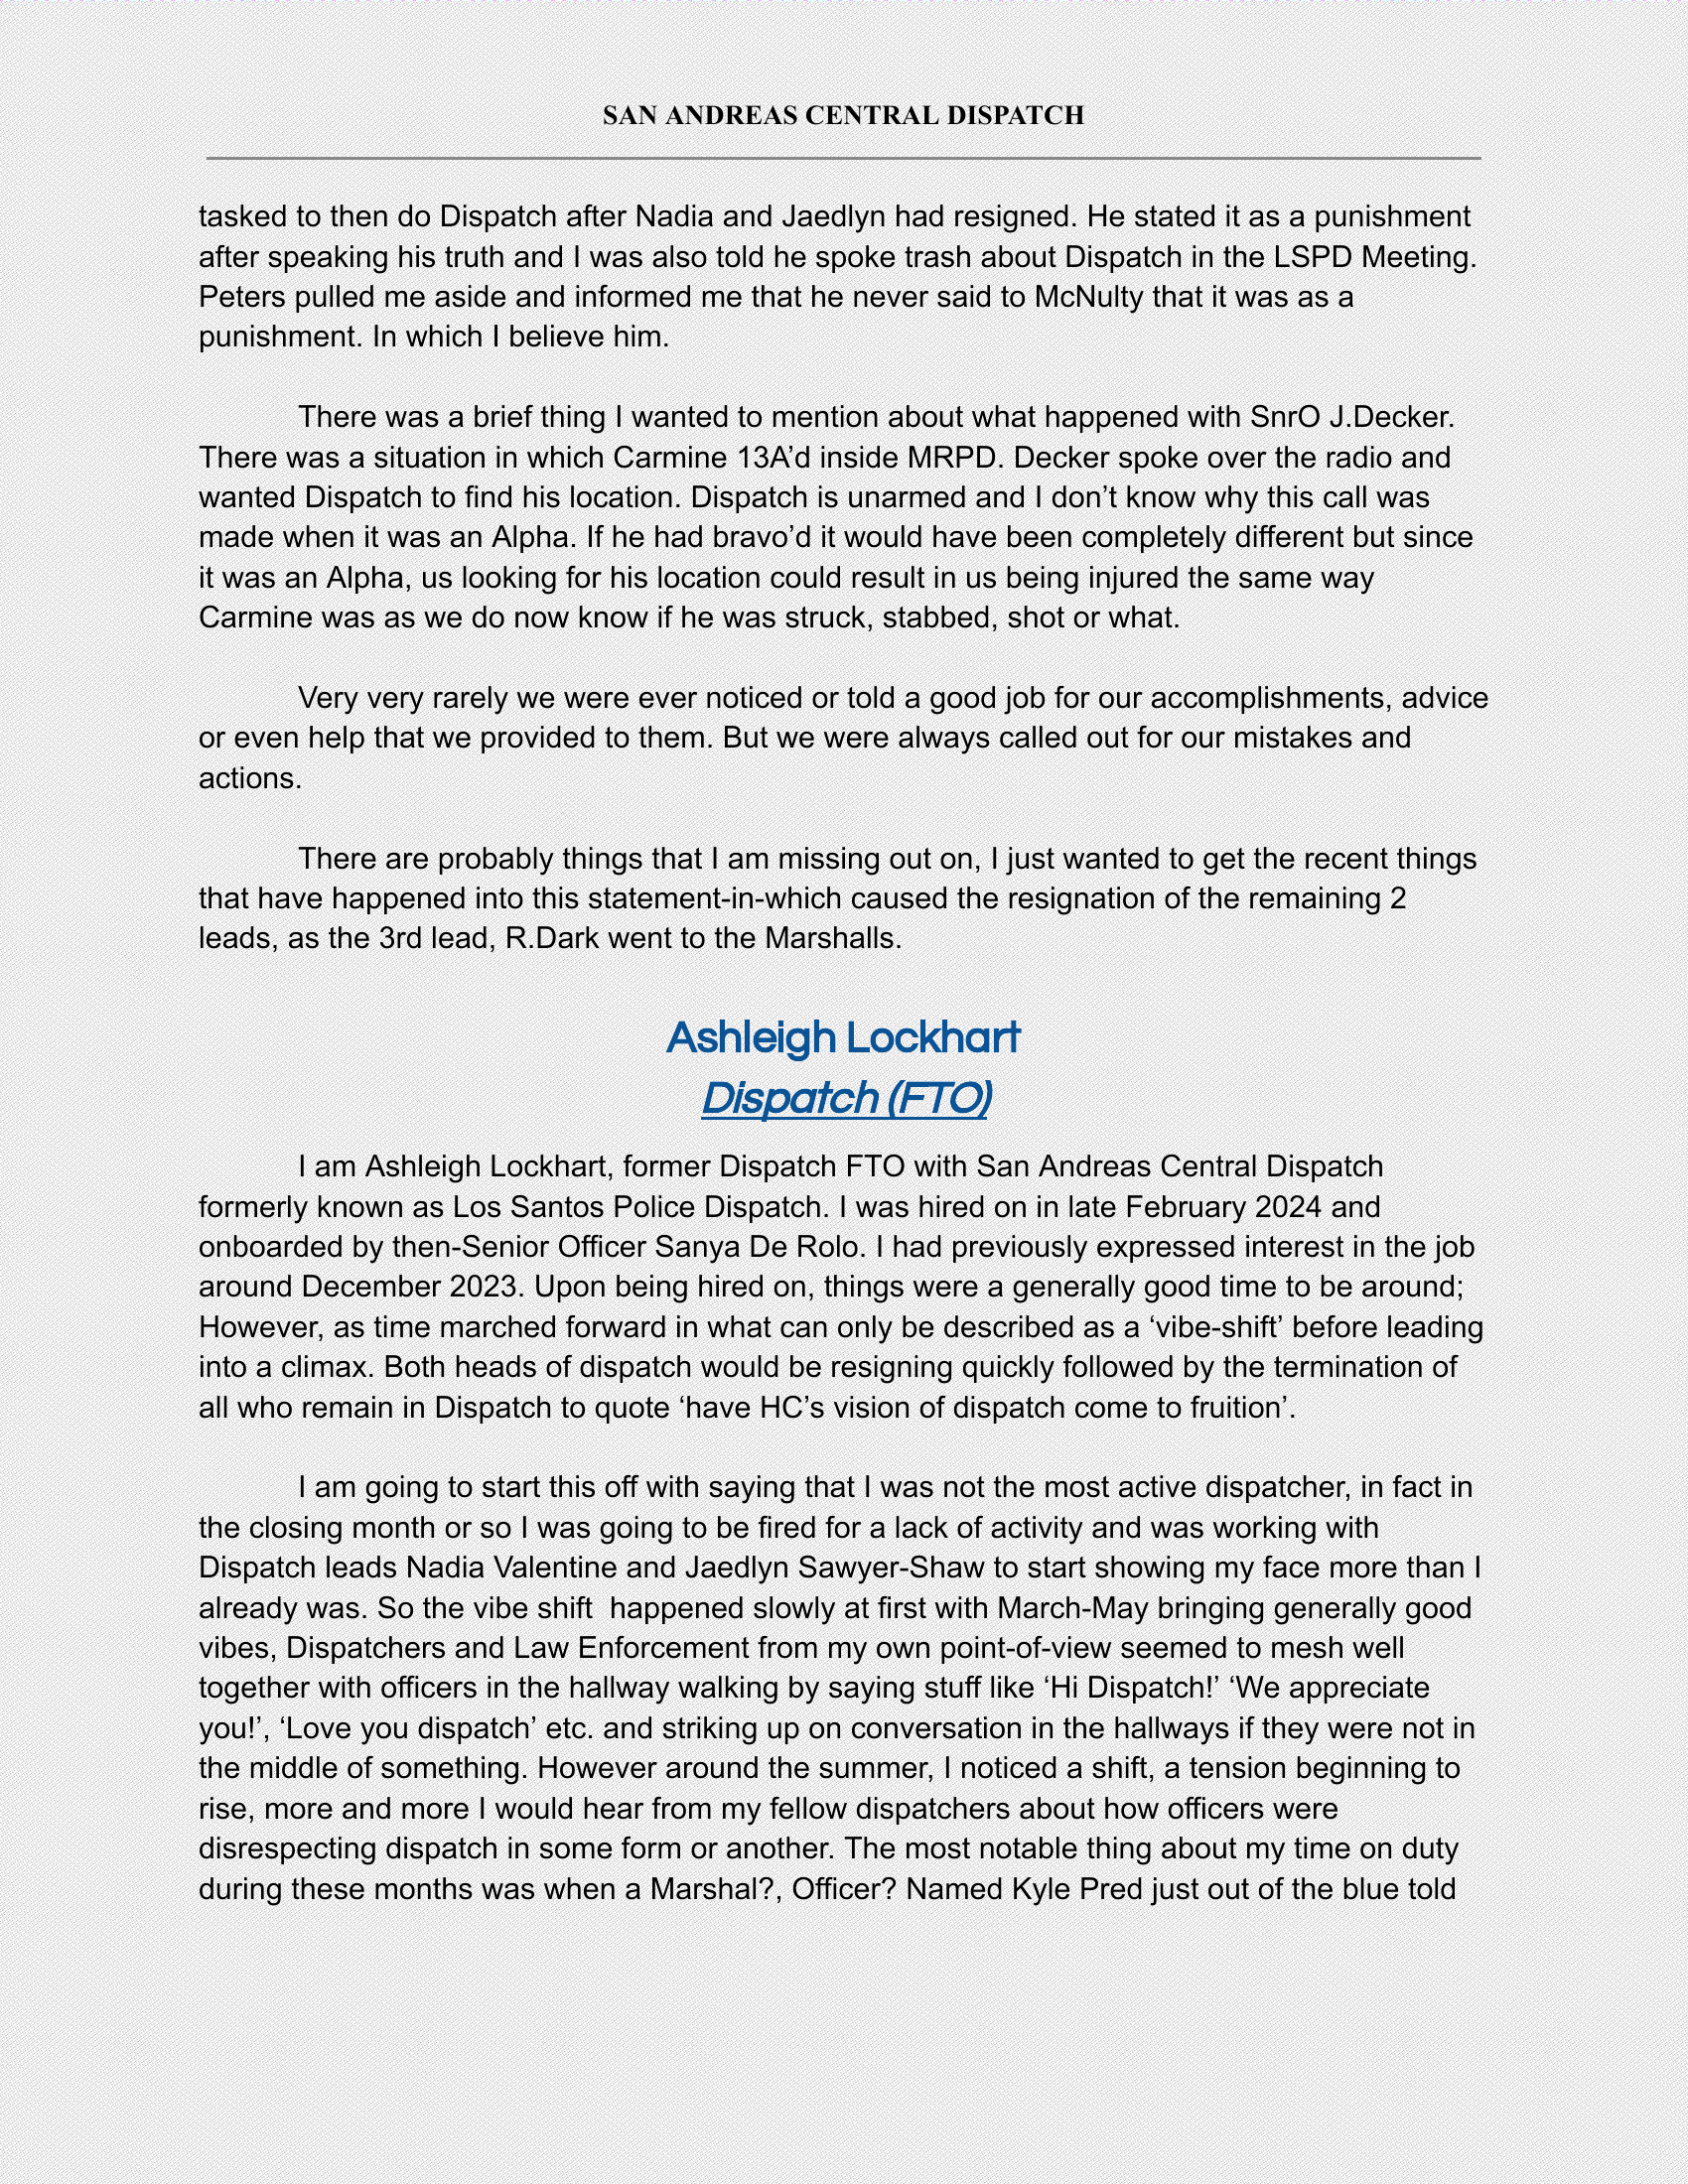 SAN ANDREAS CENTRAL DISPATCH
tasked to then do Dispatch after Nadia and Jaedlyn had resigned. He stated it as a punishment
after speaking his truth and I was also told he spoke trash about Dispatch in the LSPD Meeting.
Peters pulled me aside and informed me that he never said to McNulty that it was as a
punishment. In which I believe him.
There was a brief thing I wanted to mention about what happened with SnrO J.Decker.
There was a situation in which Carmine 13A’d inside MRPD. Decker spoke over the radio and
wanted Dispatch to find his location. Dispatch is unarmed and I don’t know why this call was
made when it was an Alpha. If he had bravo’d it would have been completely different but since
it was an Alpha, us looking for his location could result in us being injured the same way
Carmine was as we do now know if he was struck, stabbed, shot or what.
Very very rarely we were ever noticed or told a good job for our accomplishments, advice
or even help that we provided to them. But we were always called out for our mistakes and
actions.
There are probably things that I am missing out on, I just wanted to get the recent things
that have happened into this statement-in-which caused the resignation of the remaining 2
leads, as the 3rd lead, R.Dark went to the Marshalls.
Ashleigh Lockhart
Dispatch (FTO)
I am Ashleigh Lockhart, former Dispatch FTO with San Andreas Central Dispatch
formerly known as Los Santos Police Dispatch. I was hired on in late February 2024 and
onboarded by then-Senior Officer Sanya De Rolo. I had previously expressed interest in the job
around December 2023. Upon being hired on, things were a generally good time to be around;
However, as time marched forward in what can only be described as a ‘vibe-shift’ before leading
into a climax. Both heads of dispatch would be resigning quickly followed by the termination of
all who remain in Dispatch to quote ‘have HC’s vision of dispatch come to fruition’.
I am going to start this off with saying that I was not the most active dispatcher, in fact in
the closing month or so I was going to be fired for a lack of activity and was working with
Dispatch leads Nadia Valentine and Jaedlyn Sawyer-Shaw to start showing my face more than I
already was. So the vibe shift  happened slowly at first with March-May bringing generally good
vibes, Dispatchers and Law Enforcement from my own point-of-view seemed to mesh well
together with officers in the hallway walking by saying stuff like ‘Hi Dispatch!’ ‘We appreciate
you!’, ‘Love you dispatch’ etc. and striking up on conversation in the hallways if they were not in
the middle of something. However around the summer, I noticed a shift, a tension beginning to
rise, more and more I would hear from my fellow dispatchers about how officers were
disrespecting dispatch in some form or another. The most notable thing about my time on duty
during these months was when a Marshal?, Officer? Named Kyle Pred just out of the blue told